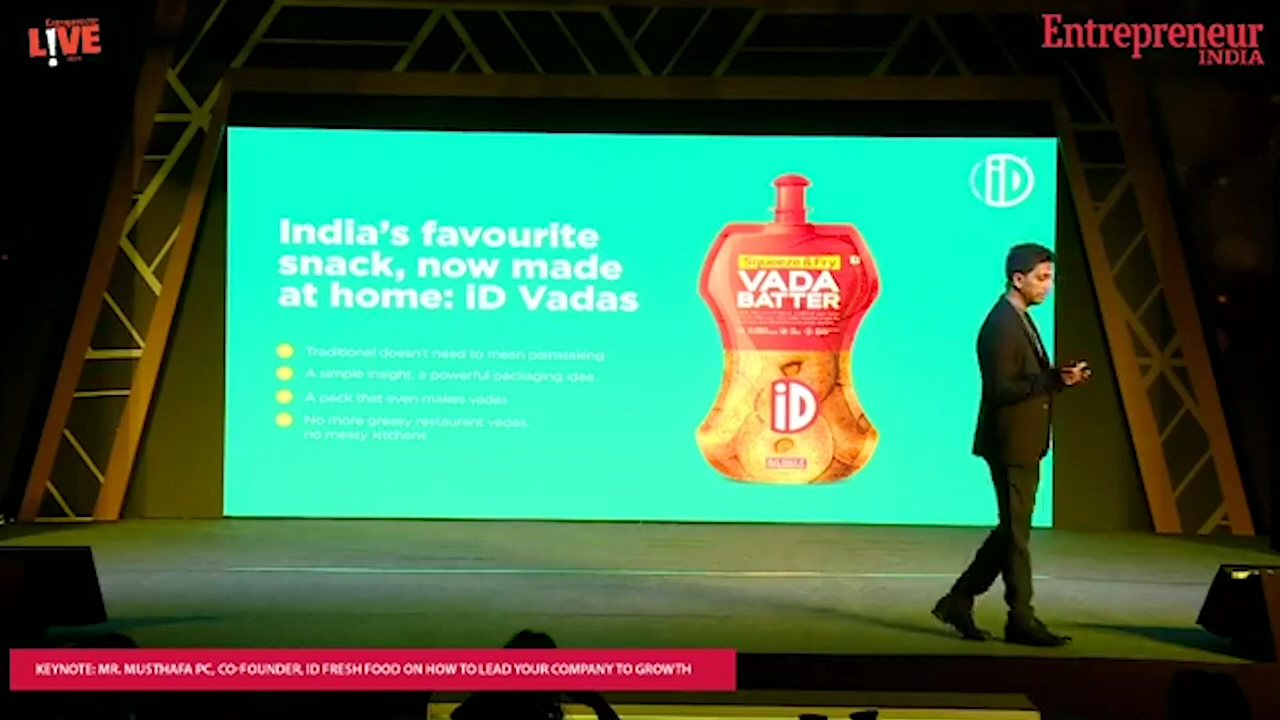 Entrepreneur
L!VE
Entrepreneur
INDIA
iD
India's favourite
snack, now made
at home: iD Vadas
Traditional doesn't need to mean painstaking
A simple insight, a powerful packaging idea
A pack that even makes vadas
No more greasy restaurant vadas,
no messy kitchens
Squeeze & Fry
VADA
BATTER
iD
KEYNOTE: MR. MUSTHAFA PC, CO-FOUNDER, ID FRESH FOOD ON HOW TO LEAD YOUR COMPANY TO GROWTH